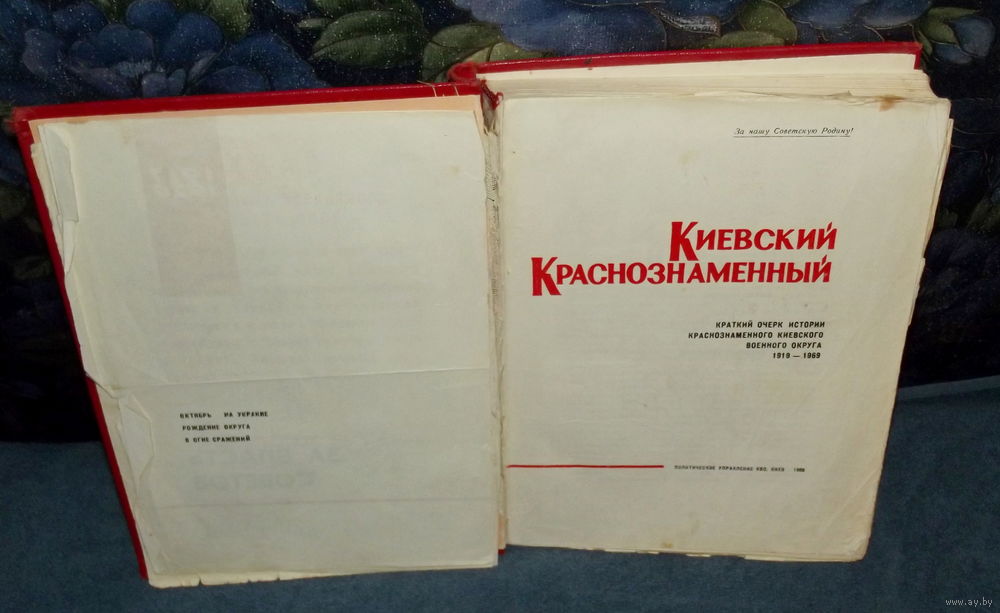 ОКТЯБРЬ НА УКРАИНЕ
РОЖДЕНИЕ ОКРУГА
В ОГНЕ СРАЖЕНИЙ
За нашу Советскую Родину!
КИЕВСКИЙ
КРАСНОЗНАМЕННЫЙ
КРАТКИЙ ОЧЕРК ИСТОРИИ
КРАСНОЗНАМЕННОГО КИЕВСКОГО
ВОЕННОГО ОКРУГА
1919 — 1969
ПОЛИТИЧЕСКОЕ УПРАВЛЕНИЕ КВО, КИЕВ 1969
www.ay.by